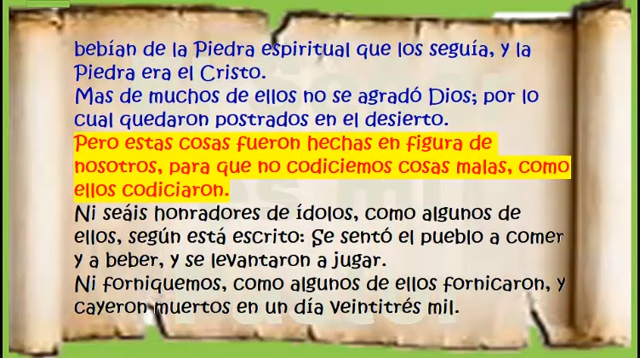 bebían de la Piedra espiritual que los seguía, y la
Piedra era el Cristo.
Mas de muchos de ellos no se agradó Dios; por lo
cual quedaron postrados en el desierto.
Pero estas cosas fueron hechas en figura de
nosotros, para que no codiciemos cosas malas, como
ellos codiciaron.
Ni seáis honradores de ídolos, como algunos de
ellos, según está escrito: Se sentó el pueblo a comer
y a beber, y se levantaron a jugar.
Ni forniquemos, como algunos de ellos fornicaron, y
cayeron muertos en un día veintitrés mil.